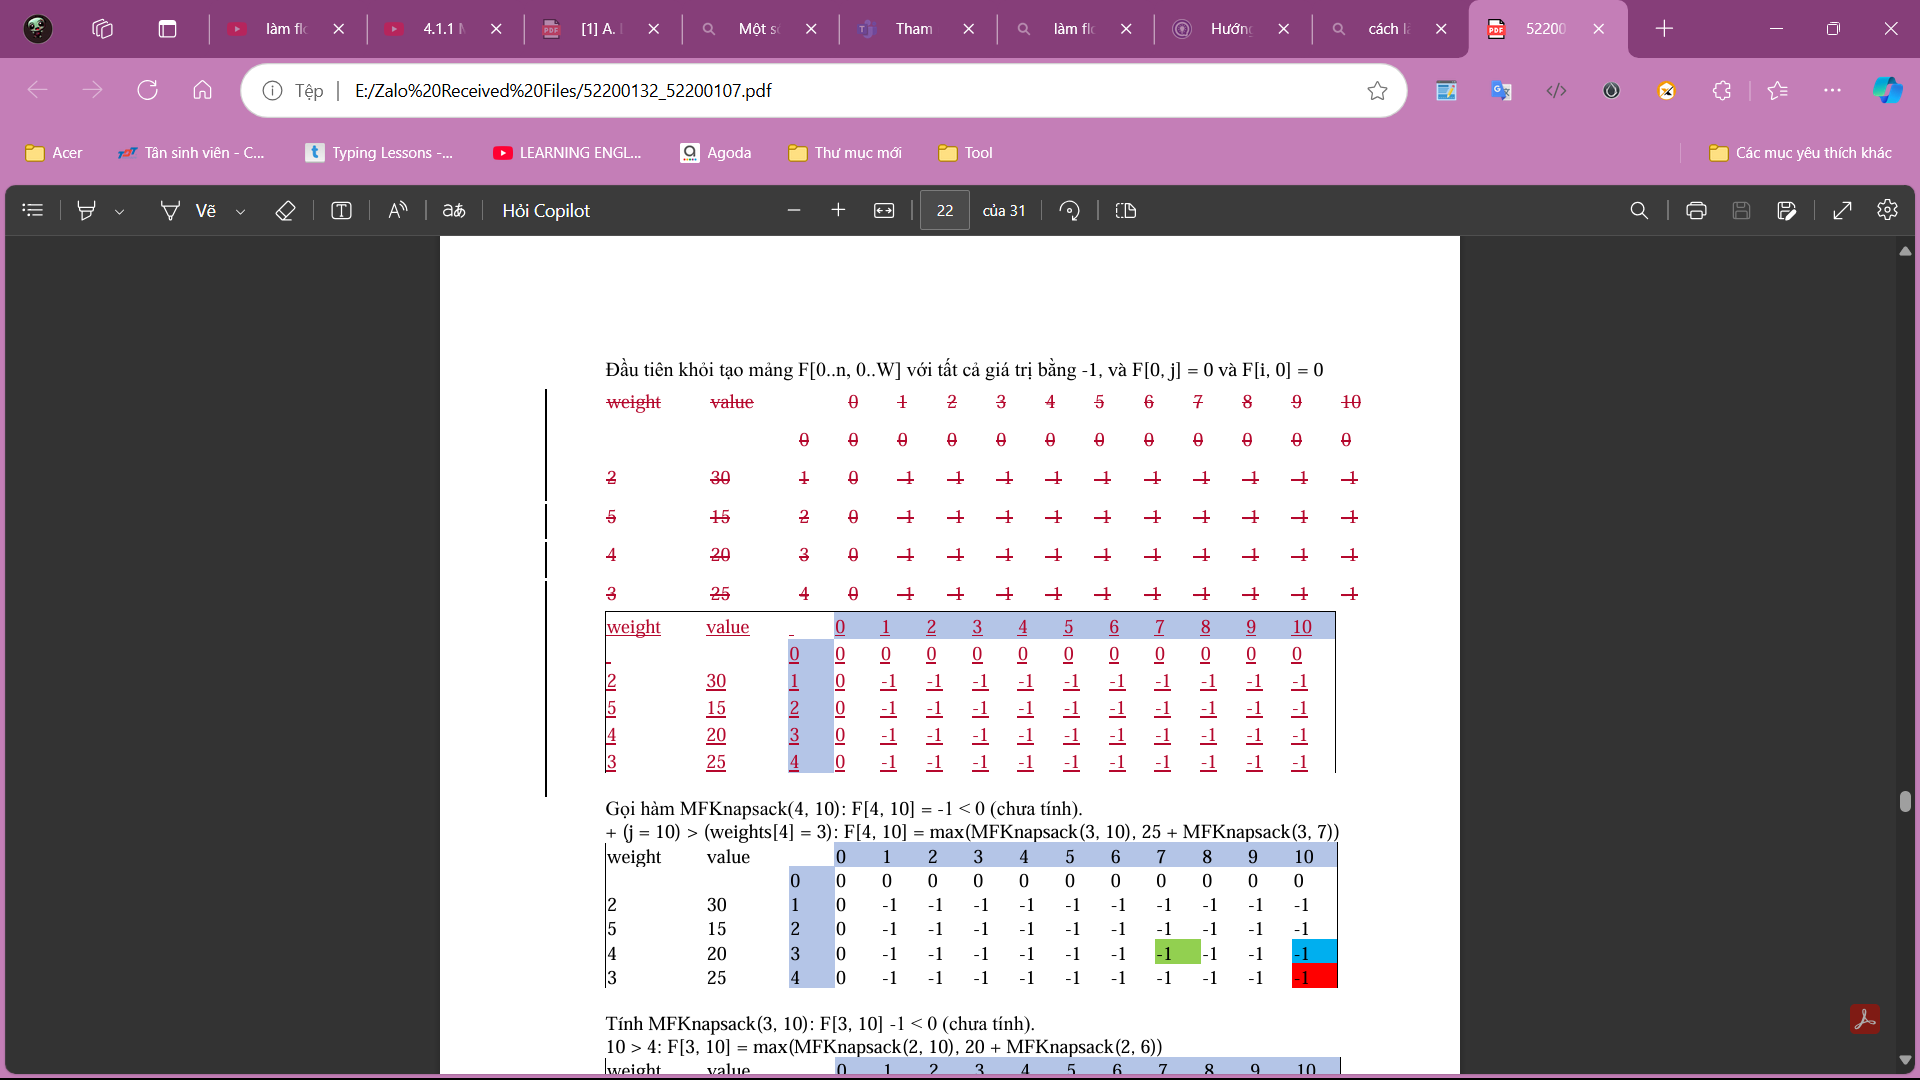 làm flo
4.1.1 M
[1] A. L
Một số
Tham
làm flo
Hướng
cách l
52200
Tệp
E:/Zalo%20Received%20Files/52200132_52200107.pdf
Acer
Tân sinh viên - C...
Typing Lessons -...
LEARNING ENGL...
Agoda
Thư mục mới
Tool
Các mục yêu thích khác
Vẽ
Hỏi Copilot
22 của 31
Đầu tiên khỏi tạo mảng F[0..n, 0..W] với tất cả giá trị bằng -1, và F[0, j] = 0 và F[i, 0] = 0
weight value 0 1 2 3 4 5 6 7 8 9 10
0 0 0 0 0 0 0 0 0 0 0 0
2 30 1 0 -1 -1 -1 -1 -1 -1 -1 -1 -1 -1
5 15 2 0 -1 -1 -1 -1 -1 -1 -1 -1 -1 -1
4 20 3 0 -1 -1 -1 -1 -1 -1 -1 -1 -1 -1
3 25 4 0 -1 -1 -1 -1 -1 -1 -1 -1 -1 -1
weight value 0 1 2 3 4 5 6 7 8 9 10
0 0 0 0 0 0 0 0 0 0 0 0
2 30 1 0 -1 -1 -1 -1 -1 -1 -1 -1 -1 -1
5 15 2 0 -1 -1 -1 -1 -1 -1 -1 -1 -1 -1
4 20 3 0 -1 -1 -1 -1 -1 -1 -1 -1 -1 -1
3 25 4 0 -1 -1 -1 -1 -1 -1 -1 -1 -1 -1
Gọi hàm MFKnapsack(4, 10): F[4, 10] = -1 < 0 (chưa tính).
+ (j = 10) > (weights[4] = 3): F[4, 10] = max(MFKnapsack(3, 10), 25 + MFKnapsack(3, 7))
weight value 0 1 2 3 4 5 6 7 8 9 10
0 0 0 0 0 0 0 0 0 0 0 0
2 30 1 0 -1 -1 -1 -1 -1 -1 -1 -1 -1 -1
5 15 2 0 -1 -1 -1 -1 -1 -1 -1 -1 -1 -1
4 20 3 0 -1 -1 -1 -1 -1 -1 -1 -1 -1 -1
3 25 4 0 -1 -1 -1 -1 -1 -1 -1 -1 -1 -1
Tính MFKnapsack(3, 10): F[3, 10] -1 < 0 (chưa tính).
10 > 4: F[3, 10] = max(MFKnapsack(2, 10), 20 + MFKnapsack(2, 6))
weight value 0 1 2 3 4 5 6 7 8 9 10